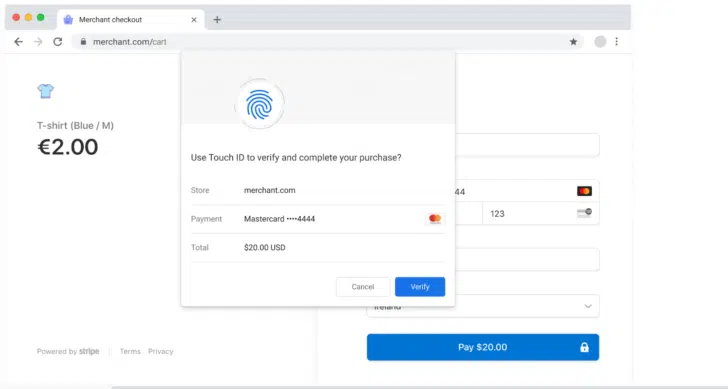 Merchant checkout
merchant.com/cart
T-shirt (Blue / M)
€2.00
Use Touch ID to verify and complete your purchase?
Store merchant.com
Payment Mastercard ••••4444
Total $20.00 USD
Cancel Verify
44
123
Ireland
Pay $20.00
Powered by stripe | Terms Privacy